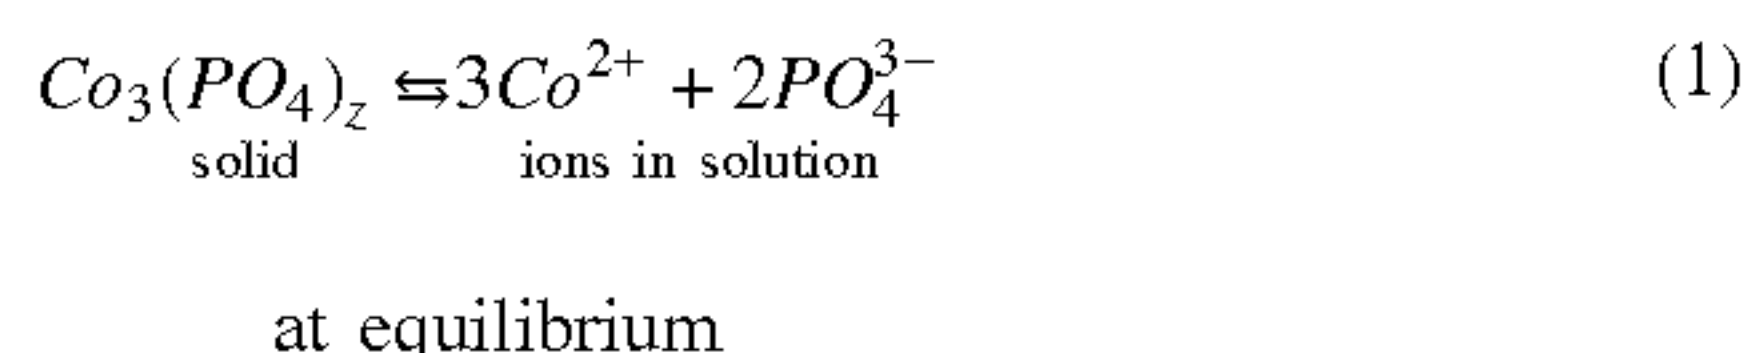 Co₃(PO₄)z ⇆3Co²⁺ + 2PO₄³⁻ (1)
solid ions in solution
at equilibrium